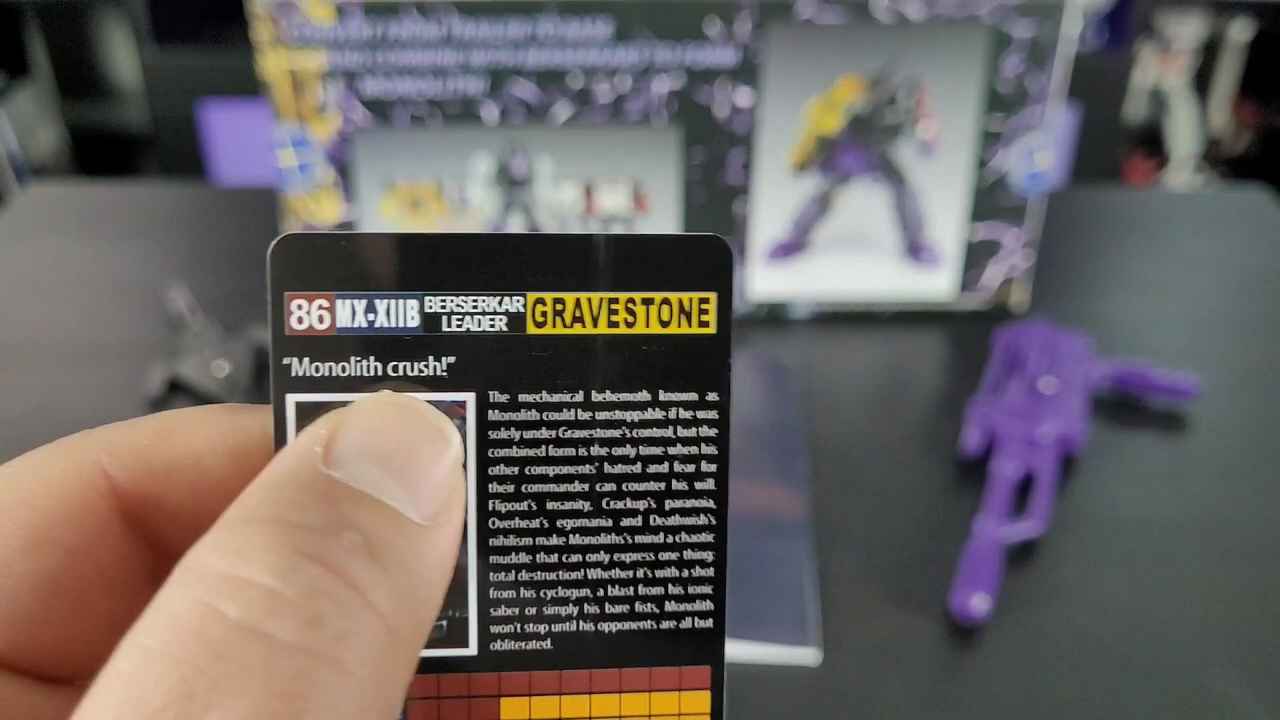 MONOLITH!
86 MX-XIIB BERSERKAR LEADER GRAVESTONE
"Monolith crush!"
The mechanical behemoth known as
Monolith could be unstoppable if he was
solely under Gravestone's control, but the
combined form is the only time when his
other components' hatred and fear for
their commander can counter his will.
Flipout's insanity, Crackup's paranoia,
Overheat's egomania and Deathwish's
nihilism make Monoliths's mind a chaotic
muddle that can only express one thing:
total destruction! Whether it's with a shot
from his cyclogun, a blast from his ionic
saber or simply his bare fists, Monolith
won't stop until his opponents are all but
obliterated.